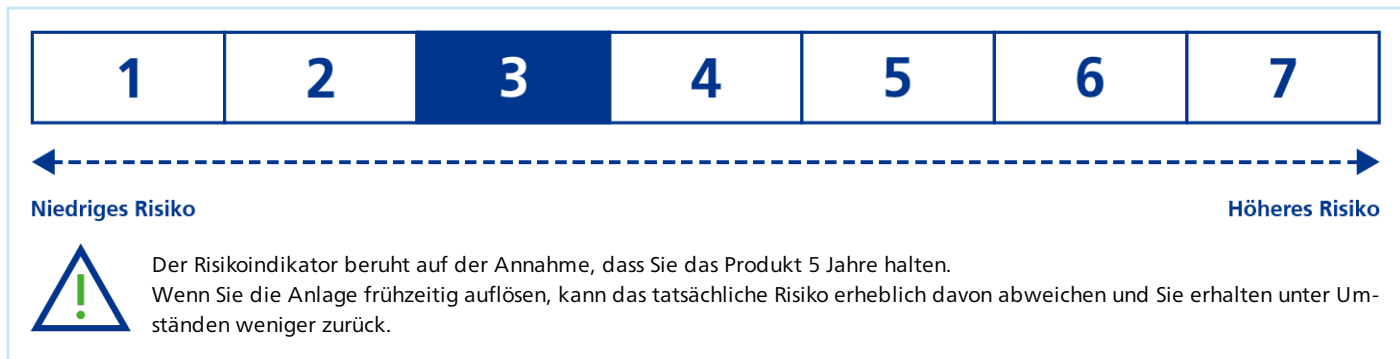 1 2 3 4 5 6 7
Niedriges Risiko Höheres Risiko
Der Risikoindikator beruht auf der Annahme, dass Sie das Produkt 5 Jahre halten.
Wenn Sie die Anlage frühzeitig auflösen, kann das tatsächliche Risiko erheblich davon abweichen und Sie erhalten unter Um-
ständen weniger zurück.